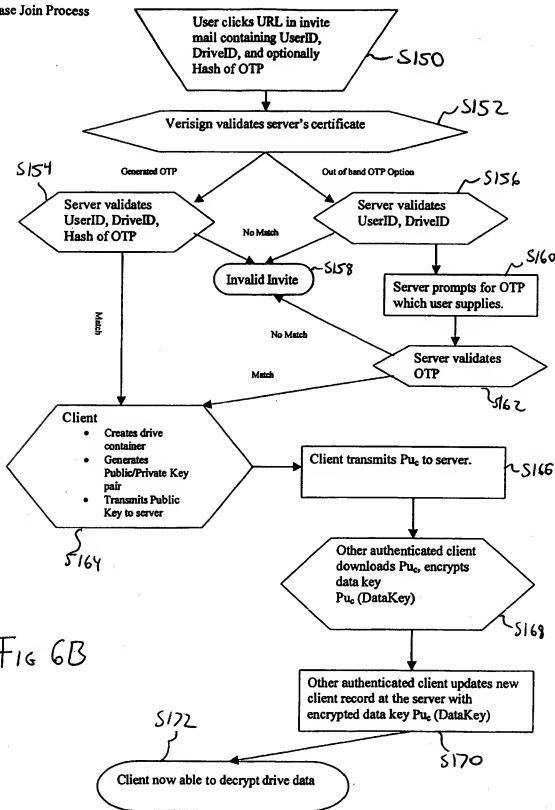 ase Join Process
User clicks URL in invite
mail containing UserID,
DriveID, and optionally
Hash of OTP
S150
Verisign validates server's certificate
S152
Generated OTP
Out of band OTP Option
S154
Server validates
UserID, DriveID,
Hash of OTP
S156
Server validates
UserID, DriveID
No Match
Invalid Invite
S158
S160
Server prompts for OTP
which user supplies.
Match
No Match
Server validates
OTP
S162
Match
Client
• Creates drive
container
• Generates
Public/Private Key
pair
• Transmits Public
Key to server
S164
Client transmits Puc to server.
S166
Other authenticated client
downloads Puc, encrypts
data key
Puc (DataKey)
S168
FIG 6B
Other authenticated client updates new
client record at the server with
encrypted data key Puc (DataKey)
S170
S172
Client now able to decrypt drive data